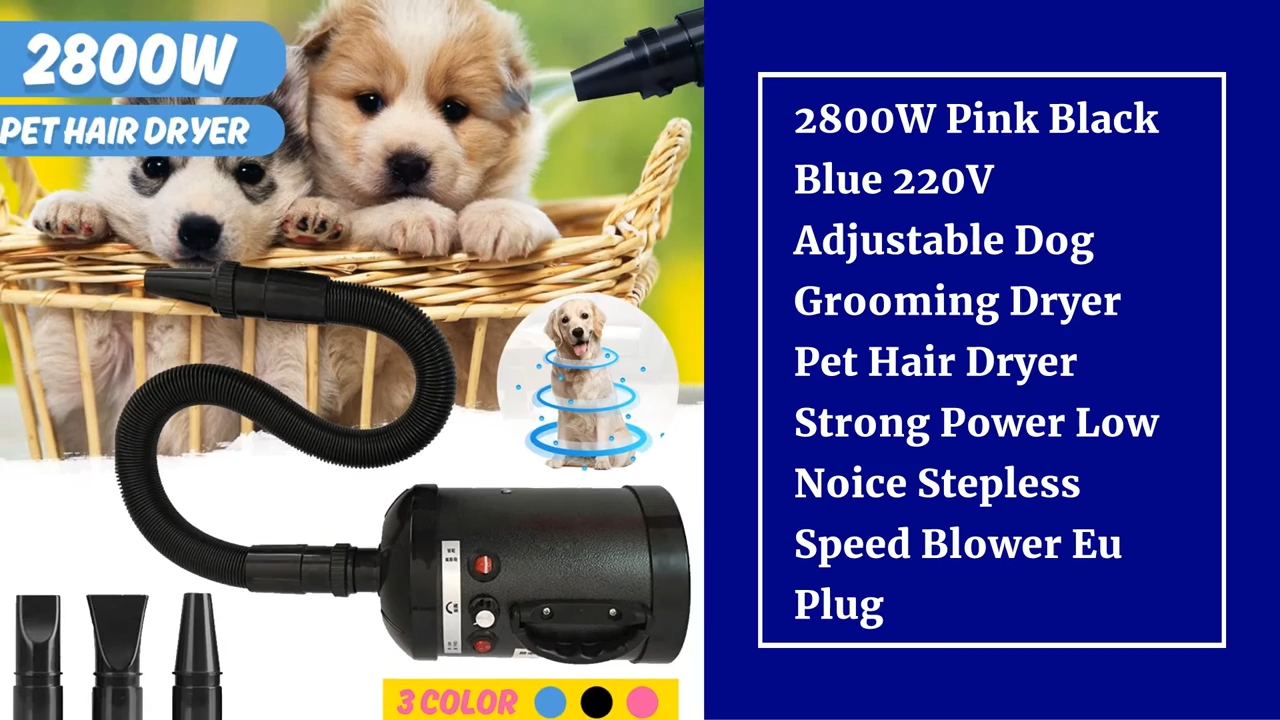 2800W
PET HAIR DRYER
3 COLOR
2800W Pink Black
Blue 220V
Adjustable Dog
Grooming Dryer
Pet Hair Dryer
Strong Power Low
Noice Stepless
Speed Blower Eu
Plug